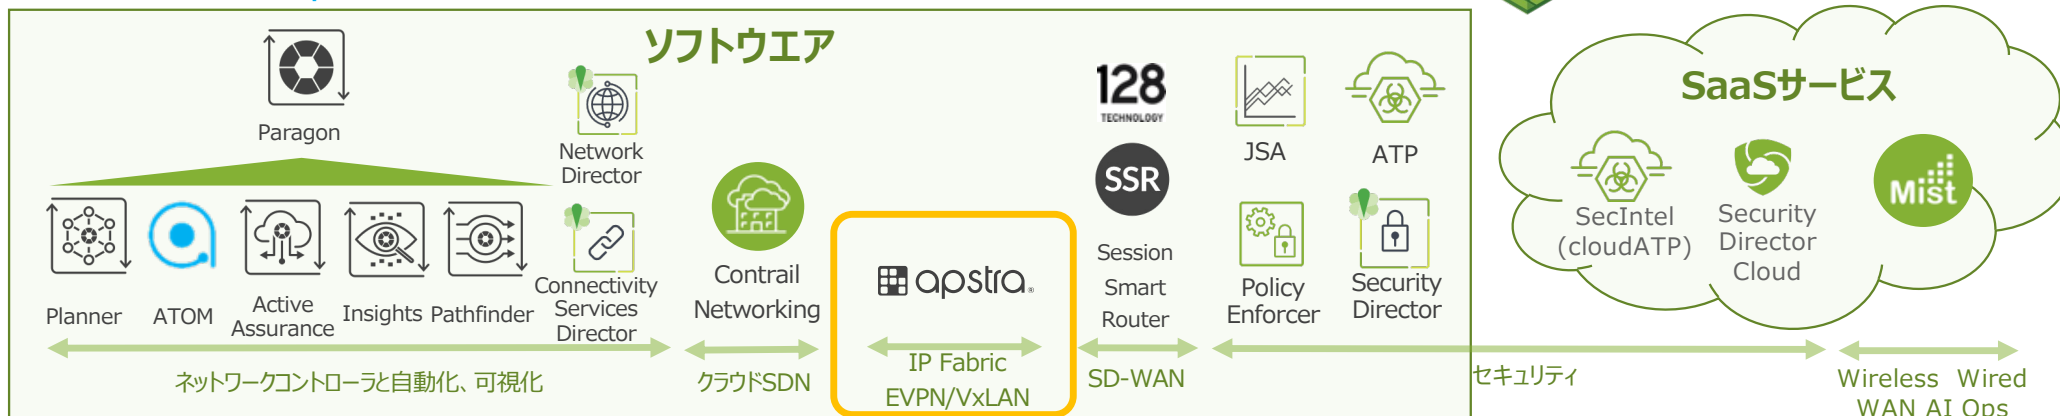 ソフトウエア
Paragon
Planner
ATOM
Active
Assurance
Insights
Pathfinder
Network
Director
Connectivity
Services
Director
ネットワークコントローラと自動化、可視化
Contrail
Networking
クラウドSDN
apstra®
IP Fabric
EVPN/VxLAN
128
TECHNOLOGY
SSR
Session
Smart
Router
SD-WAN
JSA
ATP
Policy
Enforcer
Security
Director
セキュリティ
SaaSサービス
SecIntel
(cloudATP)
Security
Director
Cloud
Mist
Wireless Wired
WAN AI Ops